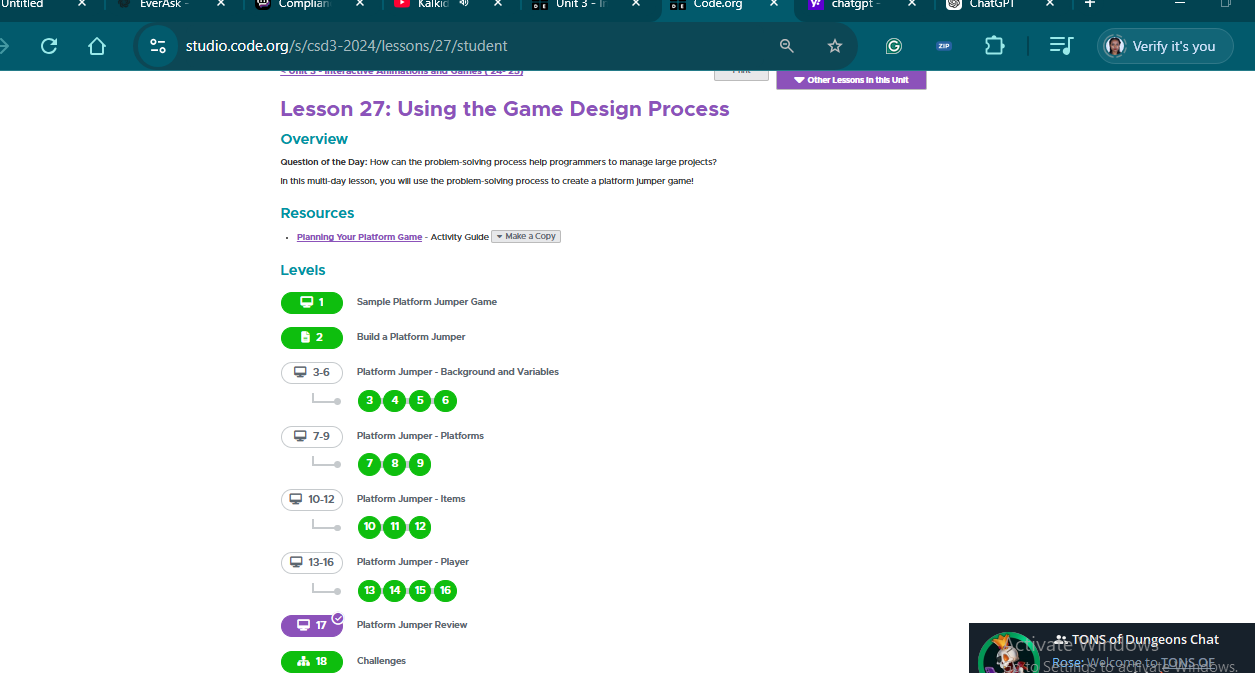 Untitled
EverAsk -
Complian
Kalkid
Unit 3 - In
Code.org
chatgpt -
ChatGPT
studio.code.org/s/csd3-2024/lessons/27/student
ZIP
Verify it's you
< Unit 3 - Interactive Animations and Games ('24-'25)
Print
Other Lessons in this Unit
Lesson 27: Using the Game Design Process
Overview
Question of the Day: How can the problem-solving process help programmers to manage large projects?
In this multi-day lesson, you will use the problem-solving process to create a platform jumper game!
Resources
Planning Your Platform Game - Activity Guide Make a Copy
Levels
1 Sample Platform Jumper Game
2 Build a Platform Jumper
3-6 Platform Jumper - Background and Variables
3 4 5 6
7-9 Platform Jumper - Platforms
7 8 9
10-12 Platform Jumper - Items
10 11 12
13-16 Platform Jumper - Player
13 14 15 16
17 Platform Jumper Review
18 Challenges
TONS of Dungeons Chat
Activate Windows
Rose: Welcome to TONS OF
Go to Settings to activate Windows.